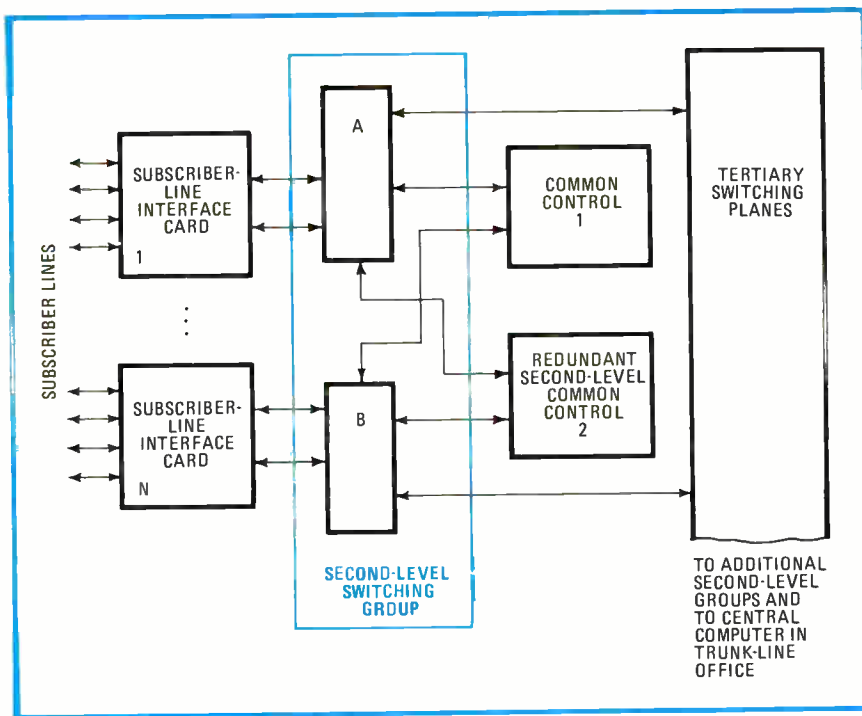 SUBSCRIBER LINES
SUBSCRIBER-
LINE
INTERFACE
CARD
1
SUBSCRIBER-
LINE
INTERFACE
CARD
N
A
B
SECOND-LEVEL
SWITCHING
GRDUP
COMMON
CONTROL
1
REDUNDANT
SECOND-LEVEL
COMMON
CONTROL
2
TERTIARY
SWITCHING
PLANES
TO ADDITIONAL
SECOND-LEVEL
GROUPS AND
TO CENTRAL
COMPUTER IN
TRUNK-LINE
OFFICE